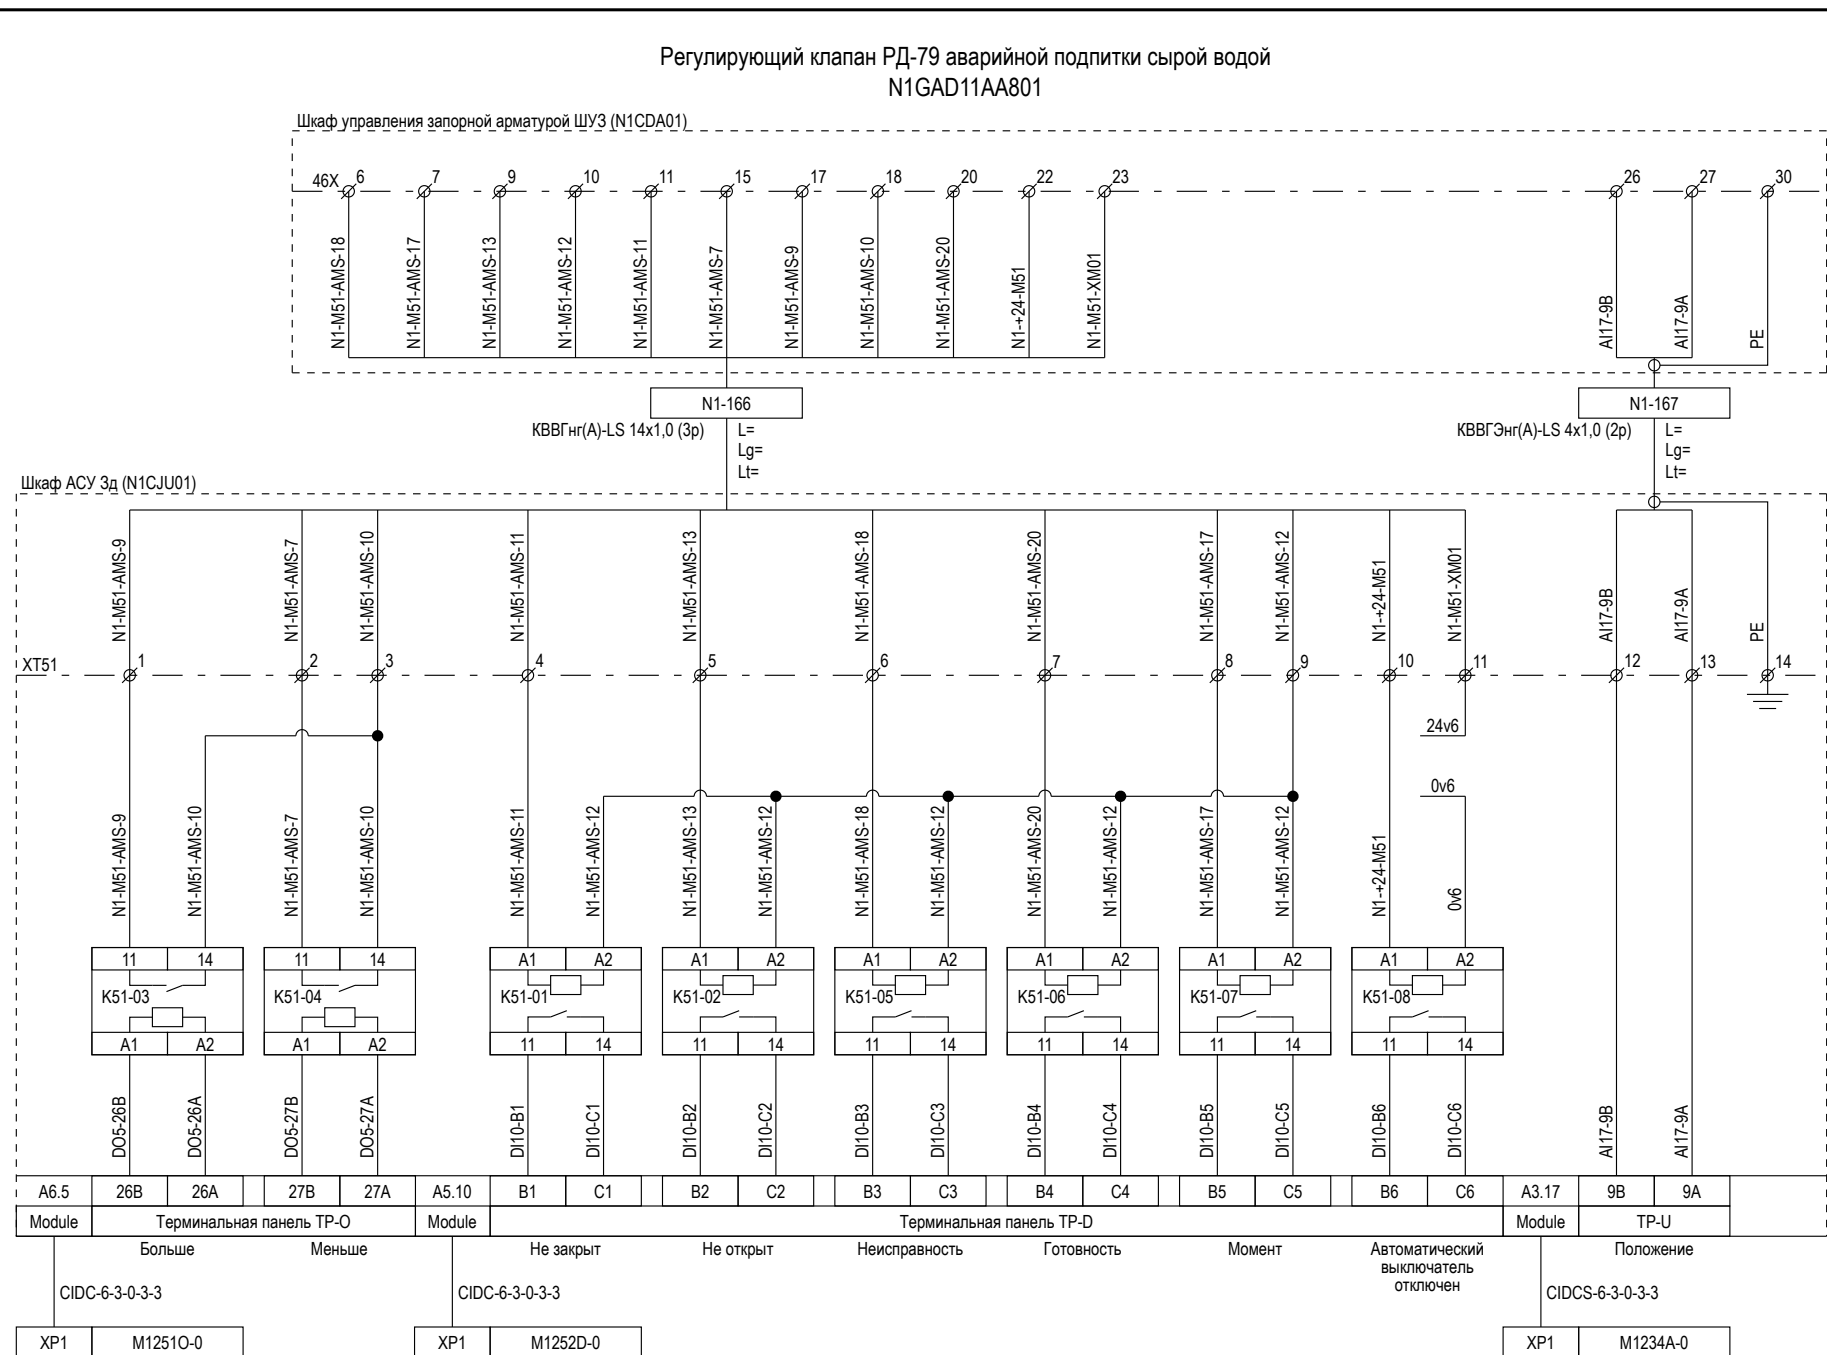 Регулирующий клапан РД-79 аварийной подпитки сырой водой
N1GAD11AA801
Шкаф управления запорной арматурой ШУЗ (N1CDA01)
46X 6 7 9 10 11 15 17 18 20 22 23 26 27 30
N1-M51-AMS-18 N1-M51-AMS-17 N1-M51-AMS-13 N1-M51-AMS-12 N1-M51-AMS-11 N1-M51-AMS-7 N1-M51-AMS-9 N1-M51-AMS-10 N1-M51-AMS-20 N1-+24-M51 N1-M51-XM01 AI17-9B AI17-9A PE
N1-166 N1-167
КВВГнг(А)-LS 14x1,0 (3р) L= КВВГЭнг(А)-LS 4x1,0 (2р) L=
Lg= Lg=
Lt= Lt=
Шкаф АСУ 3д (N1CJU01)
N1-M51-AMS-9 N1-M51-AMS-7 N1-M51-AMS-10 N1-M51-AMS-11 N1-M51-AMS-13 N1-M51-AMS-18 N1-M51-AMS-20 N1-M51-AMS-17 N1-M51-AMS-12 N1-+24-M51 N1-M51-XM01 AI17-9B AI17-9A PE
XT51 1 2 3 4 5 6 7 8 9 10 11 12 13 14
24v6
0v6
N1-M51-AMS-9 N1-M51-AMS-10 N1-M51-AMS-7 N1-M51-AMS-10 N1-M51-AMS-11 N1-M51-AMS-12 N1-M51-AMS-13 N1-M51-AMS-12 N1-M51-AMS-18 N1-M51-AMS-12 N1-M51-AMS-20 N1-M51-AMS-12 N1-M51-AMS-17 N1-M51-AMS-12 N1-+24-M51 0v6
11 14 11 14 A1 A2 A1 A2 A1 A2 A1 A2 A1 A2 A1 A2
K51-03 K51-04 K51-01 K51-02 K51-05 K51-06 K51-07 K51-08
A1 A2 A1 A2 11 14 11 14 11 14 11 14 11 14 11 14
DO5-26B DO5-26A DO5-27B DO5-27A DI10-B1 DI10-C1 DI10-B2 DI10-C2 DI10-B3 DI10-C3 DI10-B4 DI10-C4 DI10-B5 DI10-C5 DI10-B6 DI10-C6 AI17-9B AI17-9A
A6.5 26B 26A 27B 27A A5.10 B1 C1 B2 C2 B3 C3 B4 C4 B5 C5 B6 C6 A3.17 9B 9A
Module Терминальная панель TP-O Module Терминальная панель TP-D Module TP-U
Больше Меньше Не закрыт Не открыт Неисправность Готовность Момент Автоматический Положение
выключатель
отключен
CIDC-6-3-0-3-3 CIDC-6-3-0-3-3 CIDCS-6-3-0-3-3
XP1 M1251O-0 XP1 M1252D-0 XP1 M1234A-0